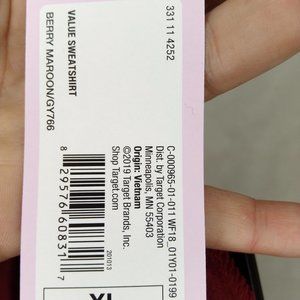 331 11 4252
VALUE SWEATSHIRT
BERRY MAROON/GY766
C-000965-01-011 WF18_01Y01-0199
Dist. by Target Corporation
Minneapolis, MN 55403
Origin: Vietnam
©2019 Target Brands, Inc.
Shop Target.com
201013
8 29576 60831 7
XL